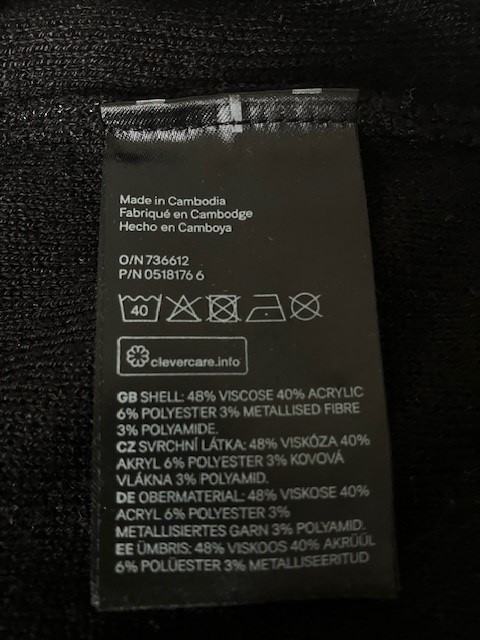 Made in Cambodia
Fabriqué en Cambodge
Hecho en Camboya
O/N 736612
P/N 0518176 6
40
clevercare.info
GB SHELL: 48% VISCOSE 40% ACRYLIC
6% POLYESTER 3% METALLISED FIBRE
3% POLYAMIDE.
CZ SVRCHNÍ LÁTKA: 48% VISKÓZA 40%
AKRYL 6% POLYESTER 3% KOVOVÁ
VLÁKNA 3% POLYAMID.
DE OBERMATERIAL: 48% VISKOSE 40%
ACRYL 6% POLYESTER 3%
METALLISIERTES GARN 3% POLYAMID.
EE ÜMBRIS: 48% VISKOOS 40% AKRÜÜL
6% POLÜESTER 3% METALLISEERITUD